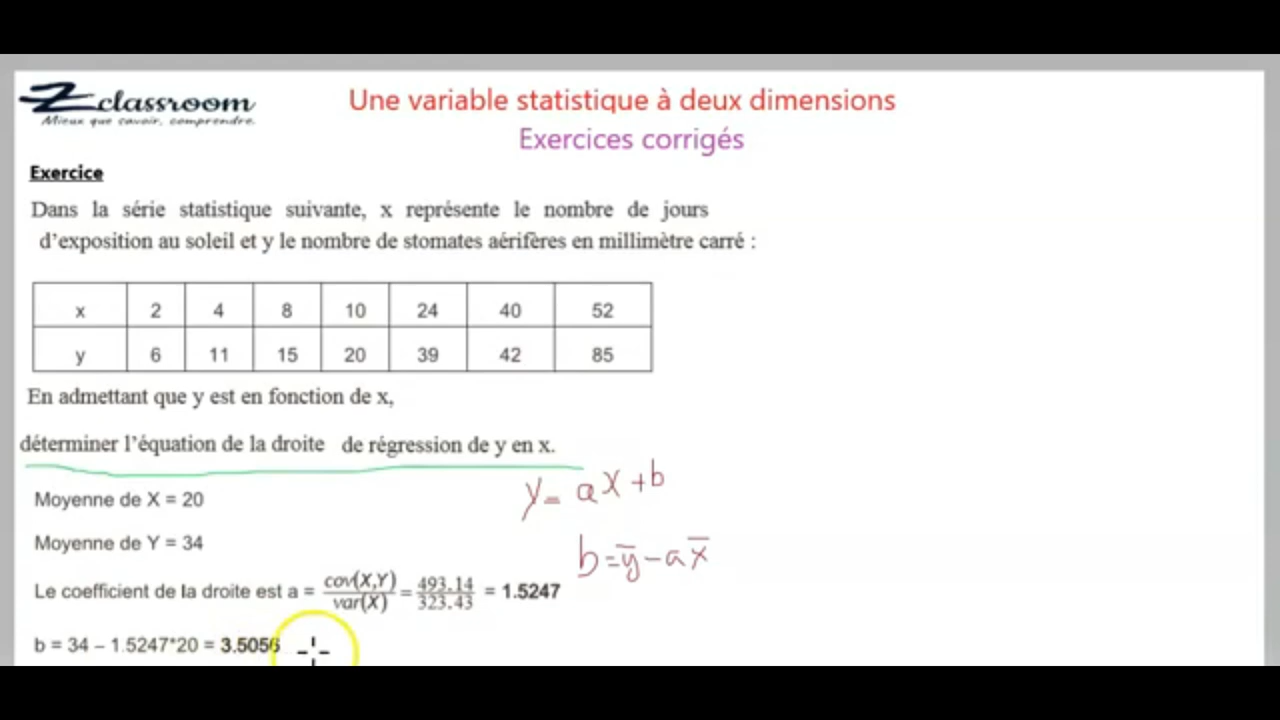 Zclassroom
Mieux que savoir, comprendre.
Une variable statistique à deux dimensions
Exercices corrigés
Exercice
Dans la série statistique suivante, x représente le nombre de jours
d’exposition au soleil et y le nombre de stomates aérifères en millimètre carré :
x 2 4 8 10 24 40 52
y 6 11 15 20 39 42 85
En admettant que y est en fonction de x,
déterminer l’équation de la droite de régression de y en x.
y = aX + b
Moyenne de X = 20
Moyenne de Y = 34
b = y̅ - a x̅
Le coefficient de la droite est a = cov(X,Y)/var(X) = 493.14/323.43 = 1.5247
b = 34 – 1.5247*20 = 3.5056